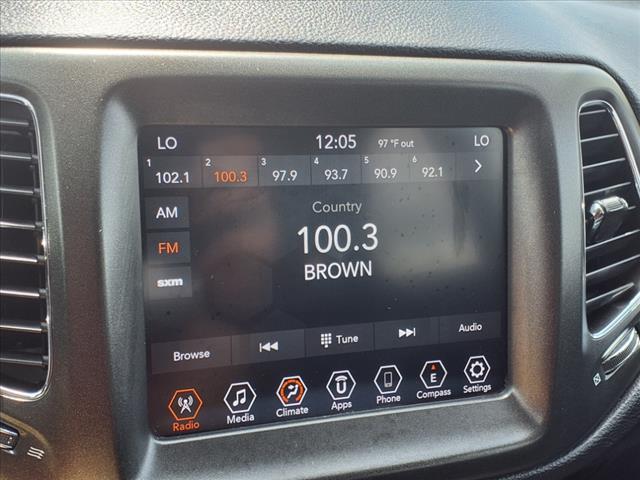 LO 12:05 97 °F out LO
1 102.1 2 100.3 3 97.9 4 93.7 5 90.9 6 92.1
AM
FM
sxm
Country
100.3
BROWN
Browse Tune Audio
Radio Media Climate Apps Phone Compass Settings
U E